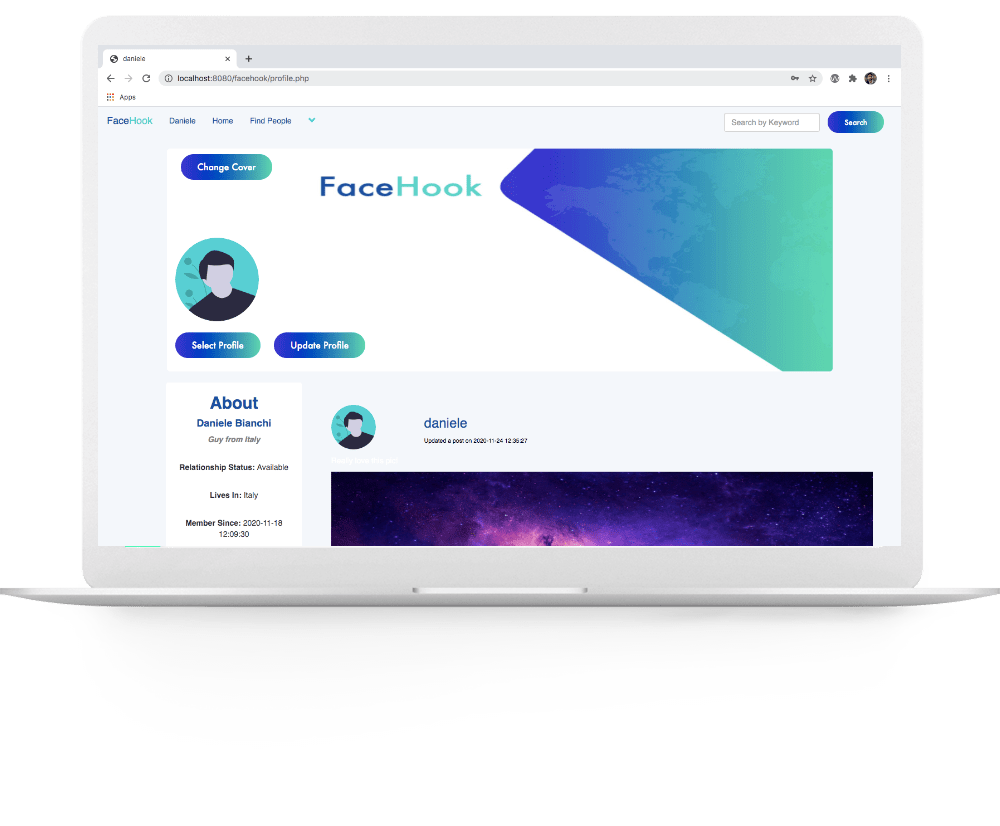 daniele
localhost:8080/facehook/profile.php
Apps
FaceHook Daniele Home Find People Search by Keyword Search
Change Cover
FaceHook
Select Profile Update Profile
About
Daniele Bianchi
Guy from Italy
Relationship Status: Available
Lives In: Italy
Member Since: 2020-11-18
12:09:30
daniele
Updated a post on 2020-11-24 12:36:27